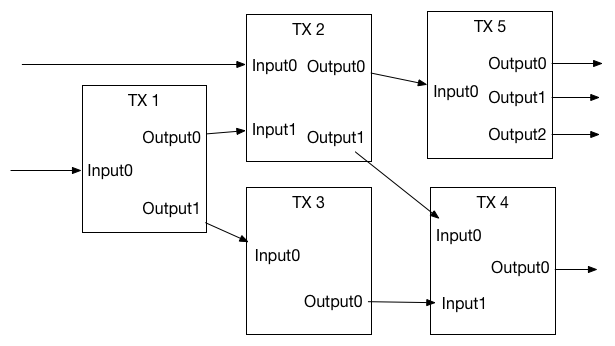 TX 1
Input0
Output0
Output1
TX 2
Input0
Output0
Input1
Output1
TX 3
Input0
Output0
TX 5
Input0
Output0
Output1
Output2
TX 4
Input0
Output0
Input1